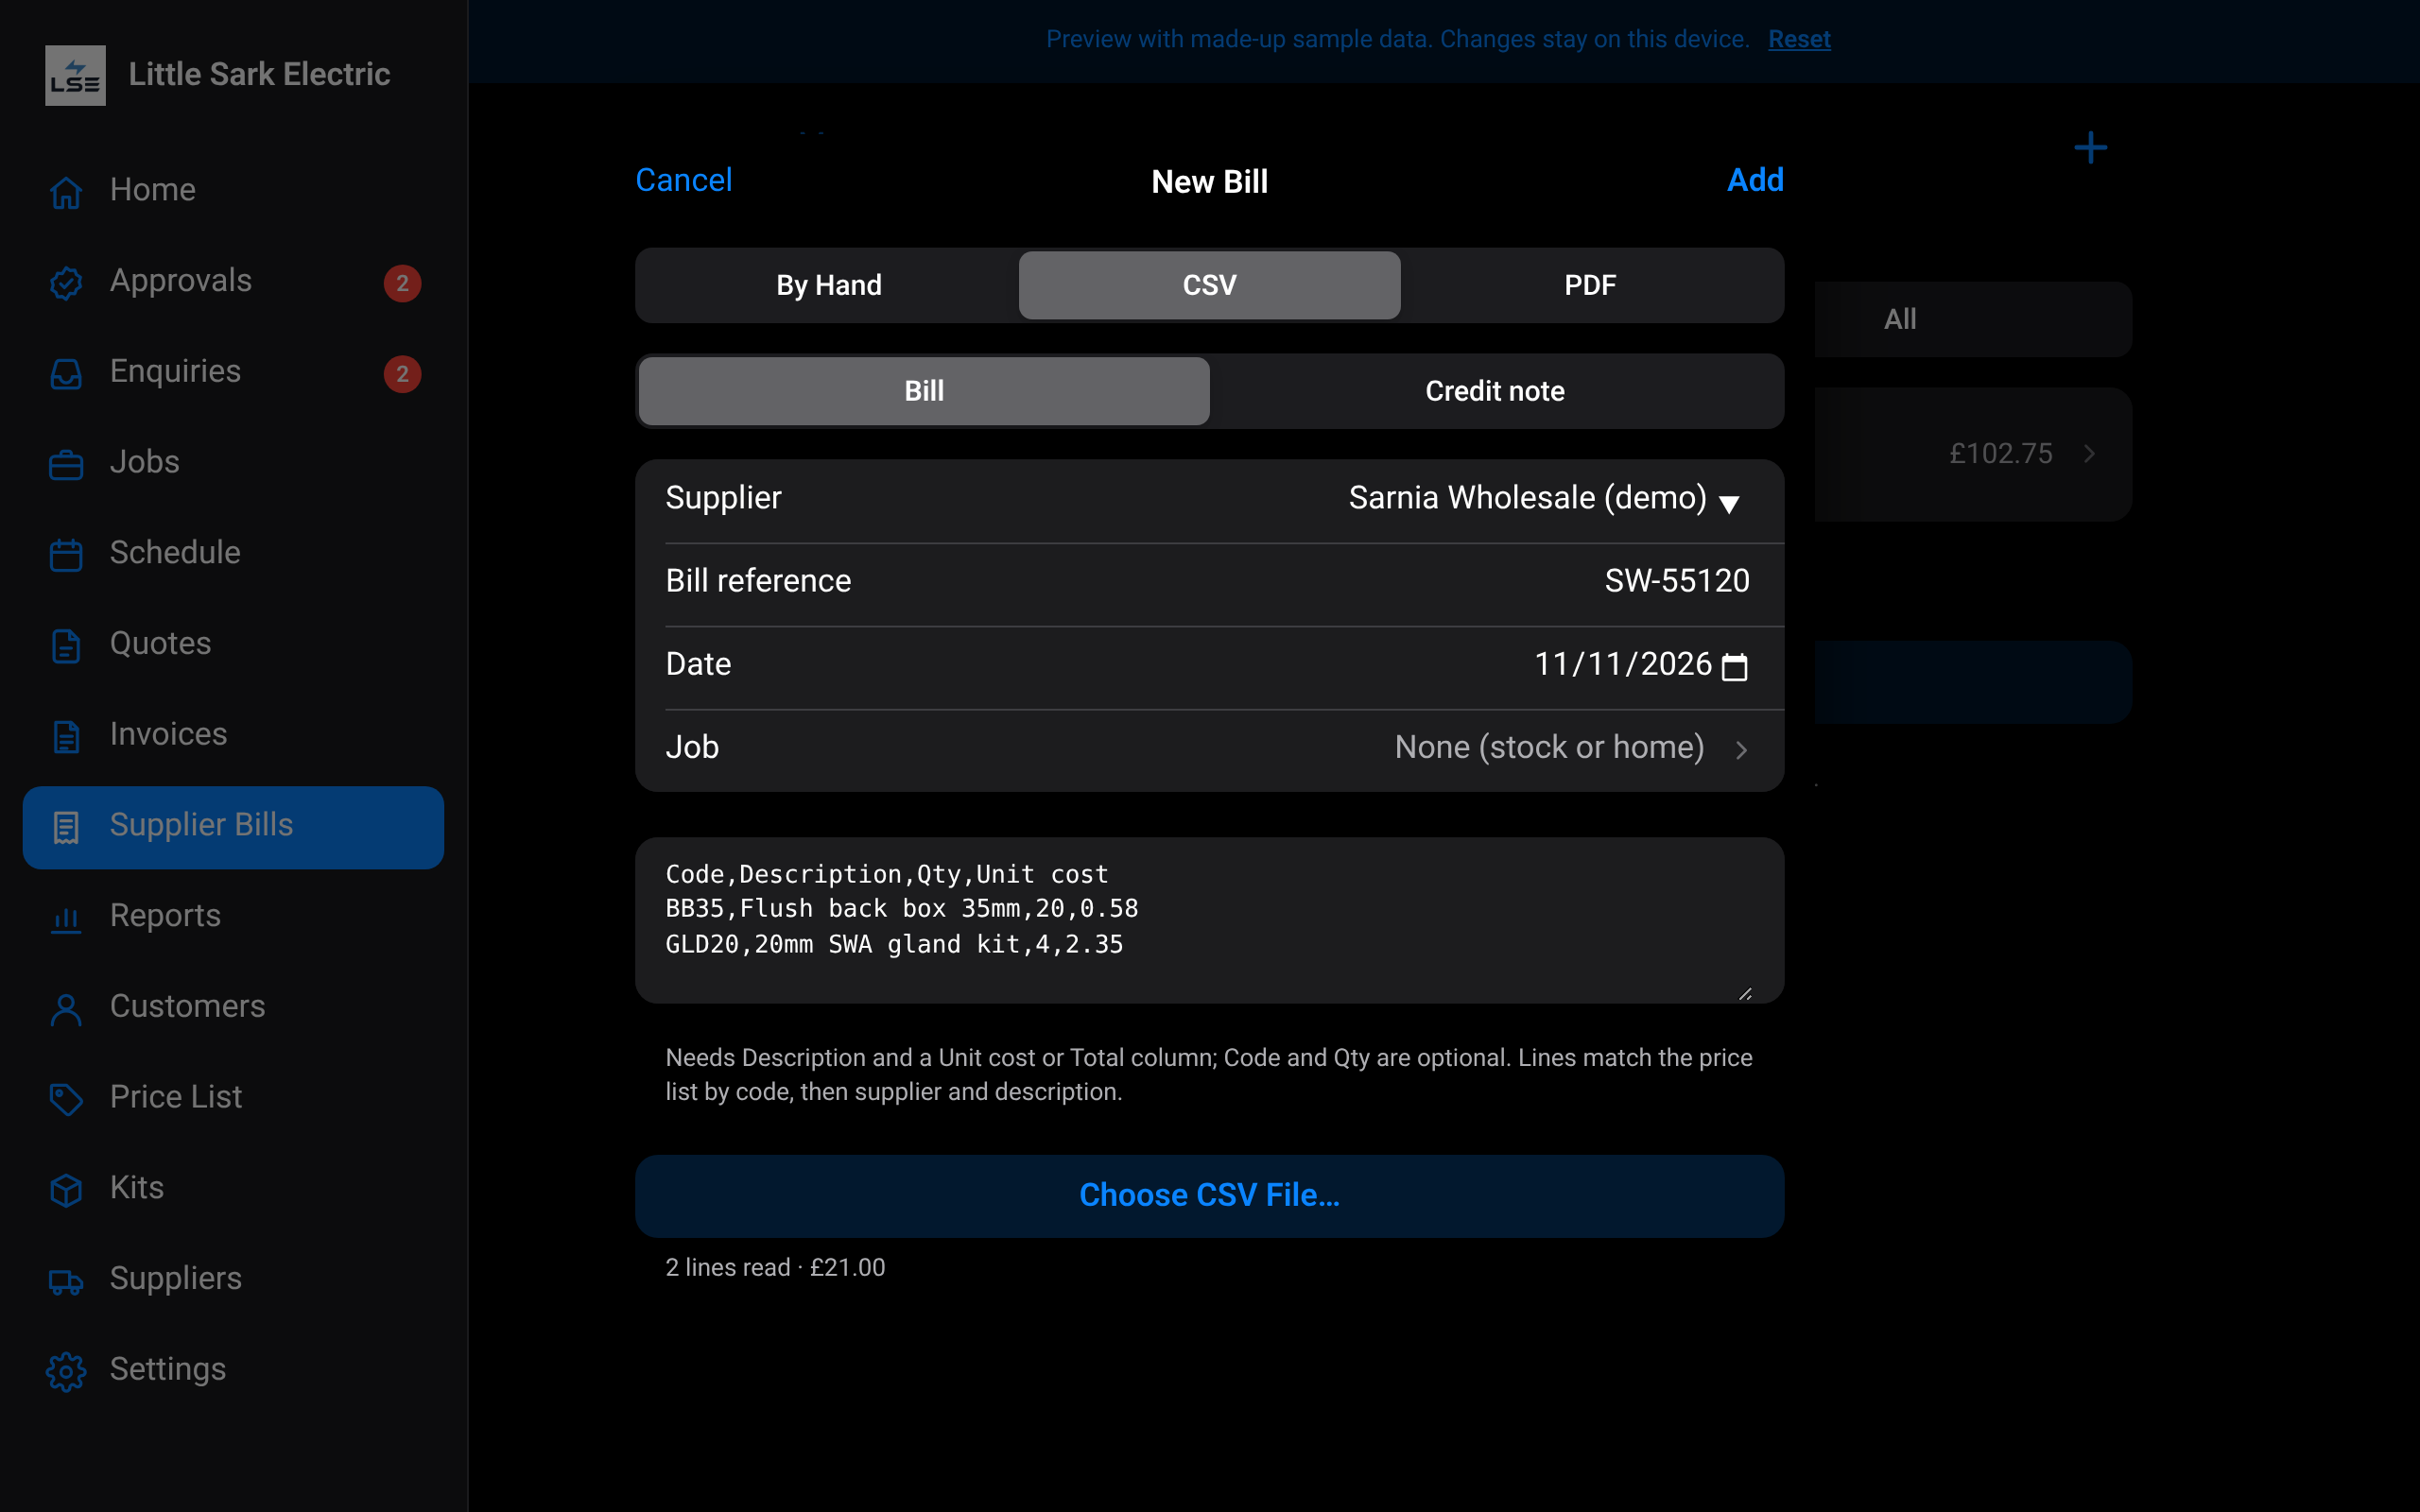 LSE
Little Sark Electric
Home
Approvals 2
Enquiries 2
Jobs
Schedule
Quotes
Invoices
Supplier Bills
Reports
Customers
Price List
Kits
Suppliers
Settings
Preview with made-up sample data. Changes stay on this device. Reset
Cancel New Bill Add
By Hand CSV PDF
Bill Credit note
All
£102.75
Supplier Sarnia Wholesale (demo)
Bill reference SW-55120
Date 11/11/2026
Job None (stock or home)
Code,Description,Qty,Unit cost
BB35,Flush back box 35mm,20,0.58
GLD20,20mm SWA gland kit,4,2.35
Needs Description and a Unit cost or Total column; Code and Qty are optional. Lines match the price
list by code, then supplier and description.
Choose CSV File...
2 lines read · £21.00